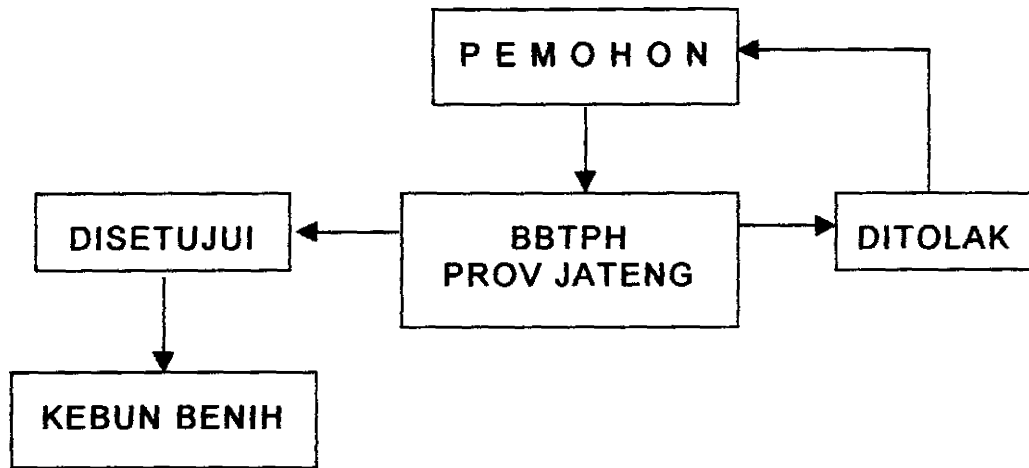 P E M O H O N
DISETUJUI
BBTPH
PROV JATENG
DITOLAK
KEBUN BENIH